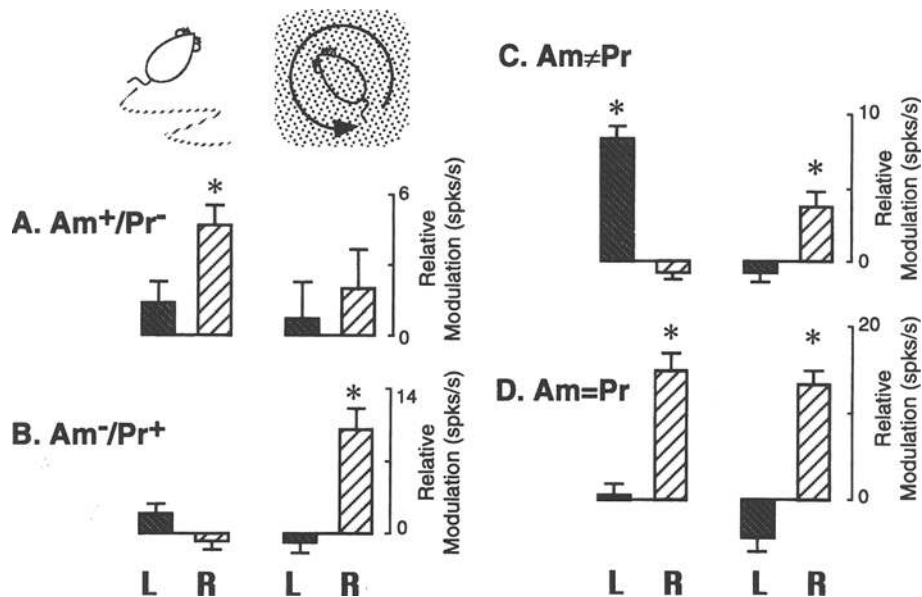 A. Am+/Pr-
*
6
0
Relative
Modulation (spks/s)
B. Am-/Pr+
*
14
0
Relative
Modulation (spks/s)
L R L R
C. Am≠Pr
*
*
10
0
Relative
Modulation (spks/s)
D. Am=Pr
*
*
20
0
Relative
Modulation (spks/s)
L R L R